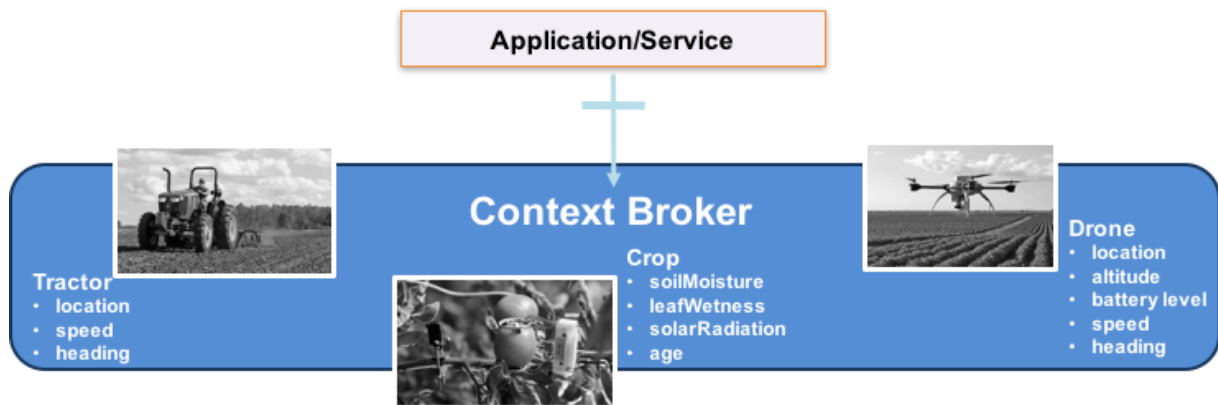 Application/Service
Context Broker
Tractor
• location
• speed
• heading
Crop
• soilMoisture
• leafWetness
• solarRadiation
• age
Drone
• location
• altitude
• battery level
• speed
• heading